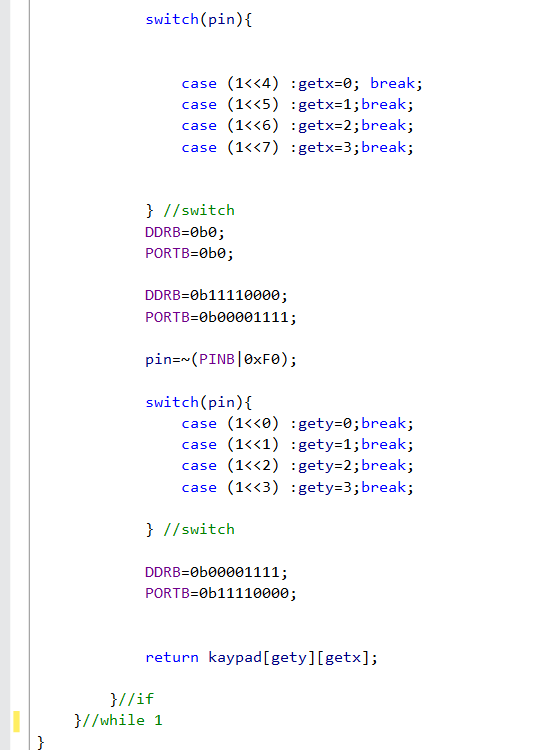 switch(pin){
case (1<<4) :getx=0; break;
case (1<<5) :getx=1;break;
case (1<<6) :getx=2;break;
case (1<<7) :getx=3;break;
} //switch
DDRB=0b0;
PORTB=0b0;
DDRB=0b11110000;
PORTB=0b00001111;
pin=~(PINB|0xF0);
switch(pin){
case (1<<0) :gety=0;break;
case (1<<1) :gety=1;break;
case (1<<2) :gety=2;break;
case (1<<3) :gety=3;break;
} //switch
DDRB=0b00001111;
PORTB=0b11110000;
return kaypad[gety][getx];
}//if
}//while 1
}